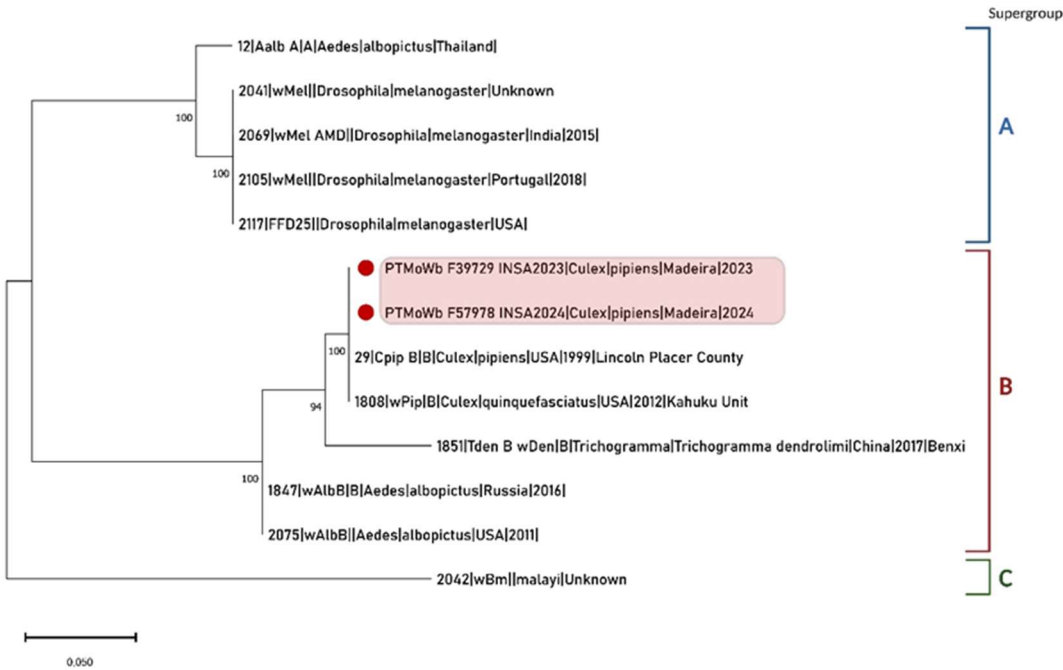 Supergroup
12|Aalb A|A|Aedes|albopictus|Thailand|
2041|wMel||Drosophila|melanogaster|Unknown
100
A
2069|wMel AMD||Drosophila|melanogaster|India|2015|
100
2105|wMel||Drosophila|melanogaster|Portugal|2018|
2117|FFD25||Drosophila|melanogaster|USA|
PTMoWb F39729 INSA2023|Culex|pipiens|Madeira|2023
PTMoWb F57978 INSA2024|Culex|pipiens|Madeira|2024
100
29|Cpip B|B|Culex|pipiens|USA|1999|Lincoln Placer County
B
94
1808|wPip|B|Culex|quinquefasciatus|USA|2012|Kahuku Unit
1851|Tden B wDen|B|Trichogramma|Trichogramma dendrolimi|China|2017|Benxi
100
1847|wAlbB|B|Aedes|albopictus|Russia|2016|
2075|wAlbB||Aedes|albopictus|USA|2011|
2042|wBm||malayi|Unknown
C
0,050